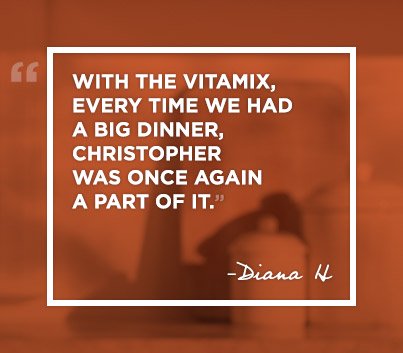 “
WITH THE VITAMIX,
EVERY TIME WE HAD
A BIG DINNER,
CHRISTOPHER
WAS ONCE AGAIN
A PART OF IT.”
–Diana H